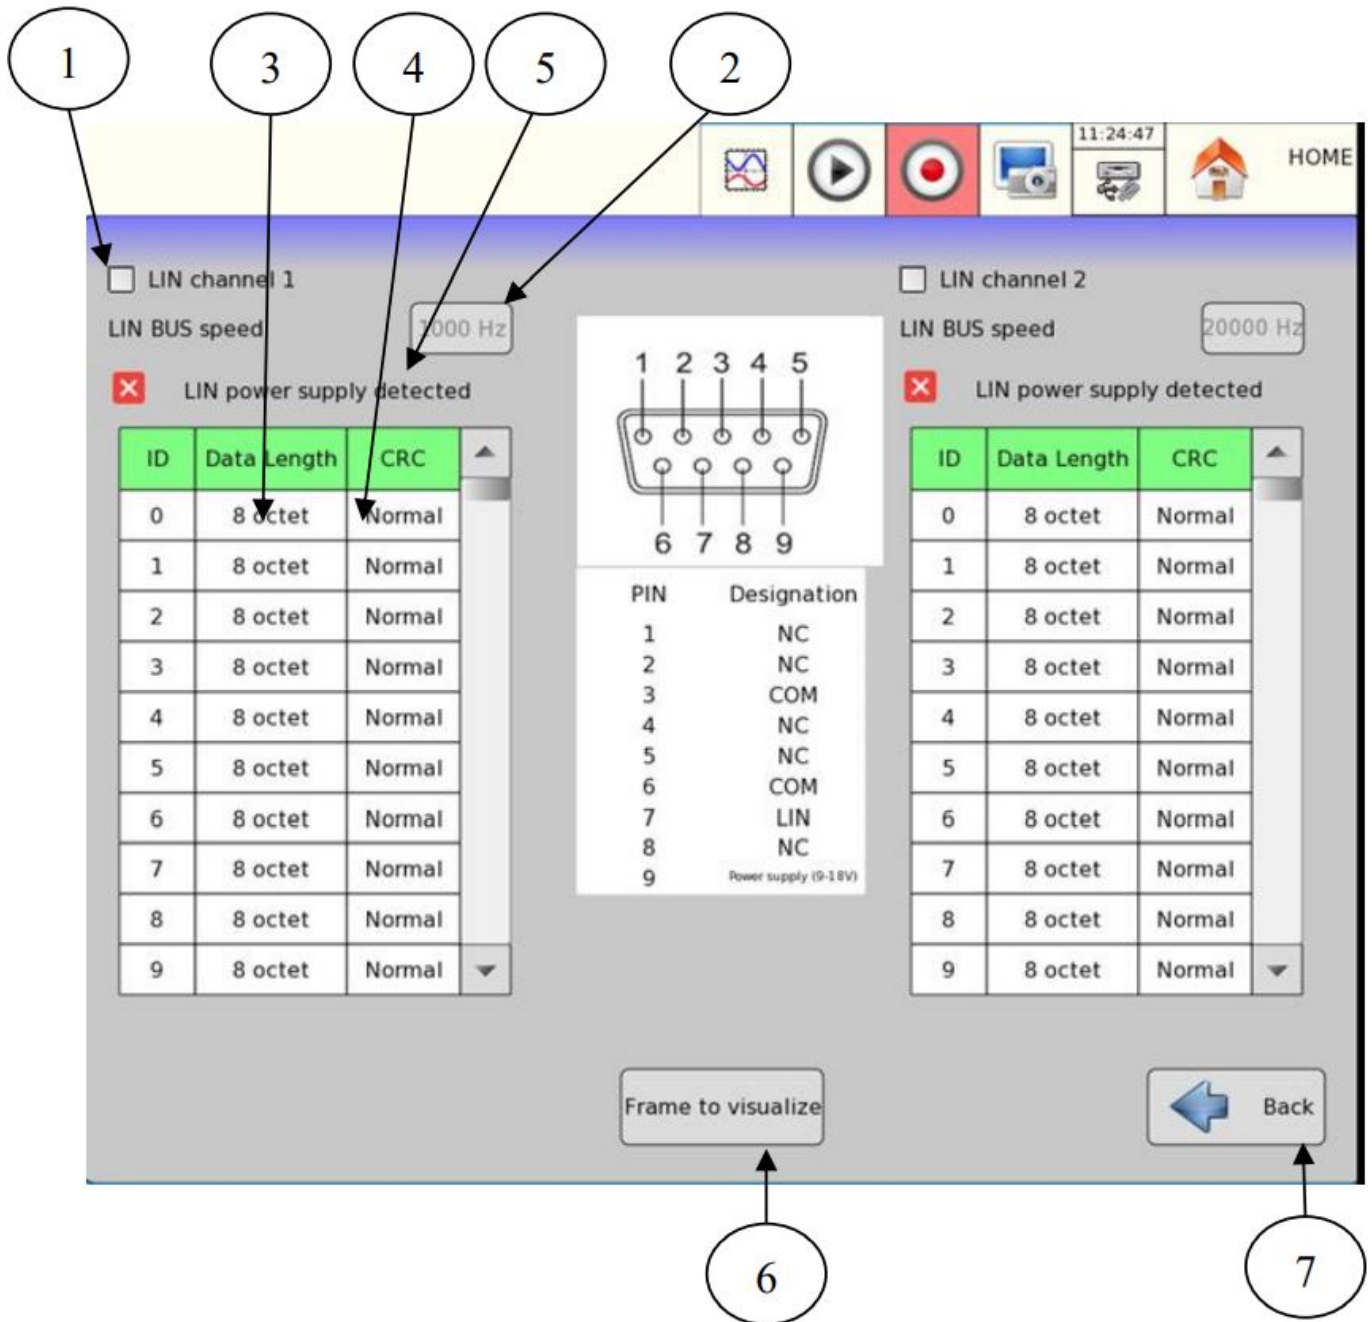 1 3 4 5 2
11:24:47
HOME
LIN channel 1
LIN BUS speed 1000 Hz
LIN power supply detected
ID Data Length CRC
0 8 octet Normal
1 8 octet Normal
2 8 octet Normal
3 8 octet Normal
4 8 octet Normal
5 8 octet Normal
6 8 octet Normal
7 8 octet Normal
8 8 octet Normal
9 8 octet Normal
1 2 3 4 5
6 7 8 9
PIN Designation
1 NC
2 NC
3 COM
4 NC
5 NC
6 COM
7 LIN
8 NC
9 Power supply (9-18V)
LIN channel 2
LIN BUS speed 20000 Hz
LIN power supply detected
ID Data Length CRC
0 8 octet Normal
1 8 octet Normal
2 8 octet Normal
3 8 octet Normal
4 8 octet Normal
5 8 octet Normal
6 8 octet Normal
7 8 octet Normal
8 8 octet Normal
9 8 octet Normal
Frame to visualize
Back
6 7